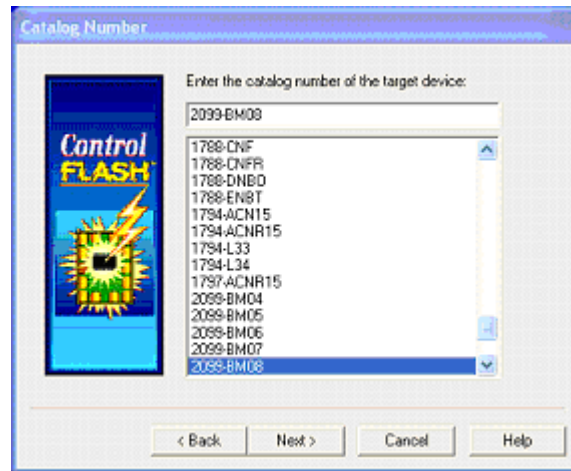 Catalog Number
Enter the catalog number of the target device:
2099-BM08
Control
FLASH
1788-CNF
1788-CNFR
1788-DNBO
1788-ENBT
1794-ACN15
1794-ACNR15
1794-L33
1794-L34
1797-ACNR15
2099-BM04
2099-BM05
2099-BM06
2099-BM07
2099-BM08
< Back
Next >
Cancel
Help